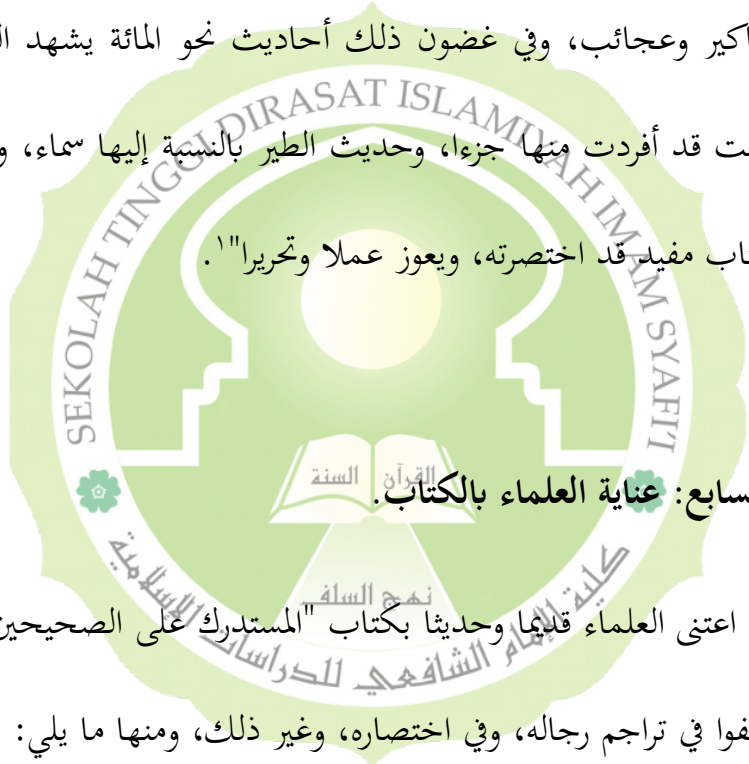 اكير وعجائب، وفي غضون ذلك أحاديث نحو المائة يشهد
ت قد أفردت منها جزءا، وحديث الطير بالنسبة إليها سماء، و
اب مفيد قد اختصرته، ويعوز عملا وتحريرا"١.
SEKOLAH TINGGI DIRASAT ISLAMIYAH IMAM SYAFI'I
القرآن السنة
سابع: عناية العلماء بالكتاب.
نهج السلف
اعتنى العلماء قديما وحديثا بكتاب "المستدرك على الصحيحين
كلية الإمام الشافعي للدراسات الإسلامية
فوا في تراجم رجاله، وفي اختصاره، وغير ذلك، ومنها ما يلي: